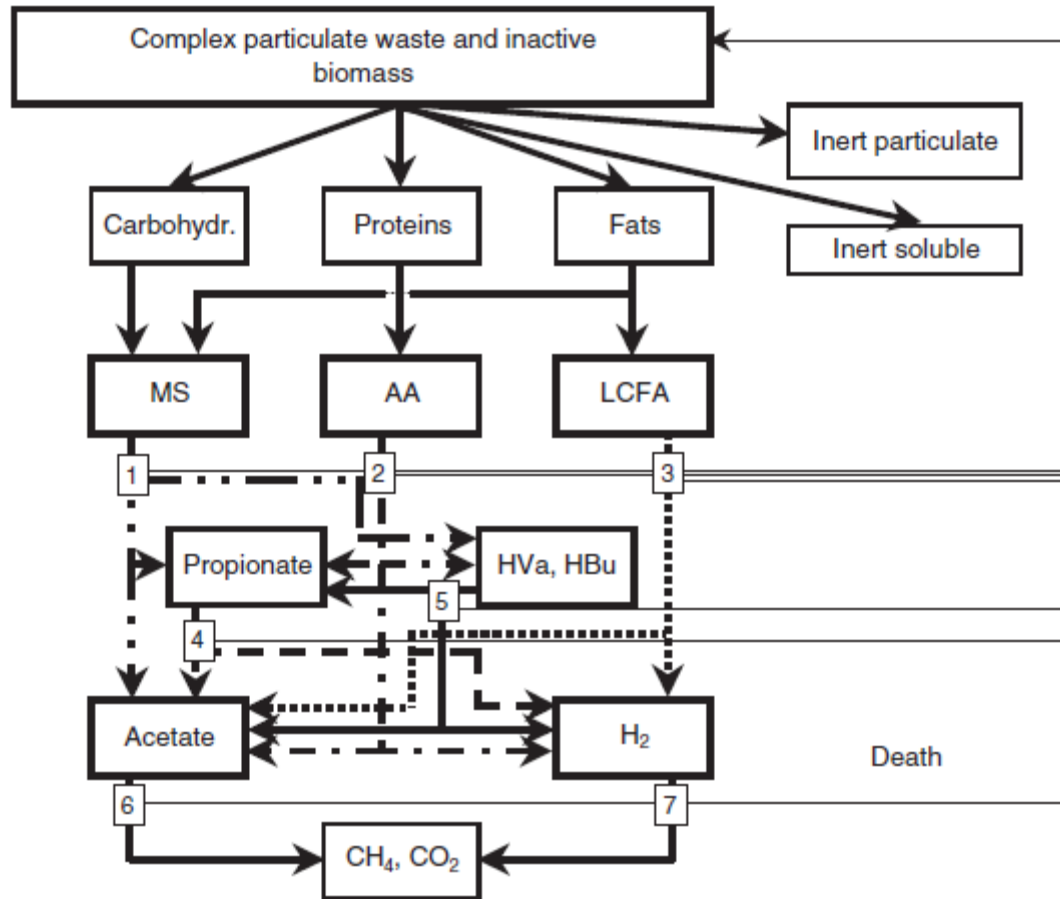 Complex particulate waste and inactive
biomass
Inert particulate
Carbohydr.
Proteins
Fats
Inert soluble
MS
AA
LCFA
1
2
3
Propionate
HVa, HBu
5
4
Acetate
H₂
Death
6
7
CH₄, CO₂